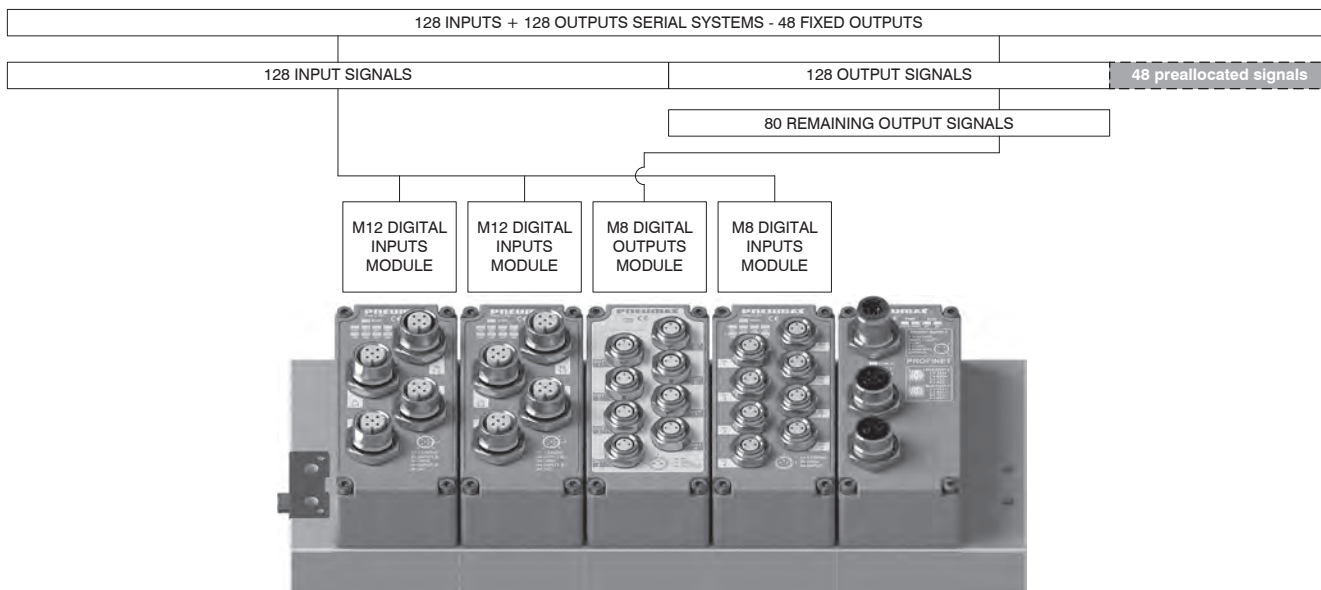 128 INPUTS + 128 OUTPUTS SERIAL SYSTEMS - 48 FIXED OUTPUTS
128 INPUT SIGNALS
128 OUTPUT SIGNALS
48 preallocated signals
80 REMAINING OUTPUT SIGNALS
M12 DIGITAL
INPUTS
MODULE
M12 DIGITAL
INPUTS
MODULE
M8 DIGITAL
OUTPUTS
MODULE
M8 DIGITAL
INPUTS
MODULE
PNEUMAX
PROFINET